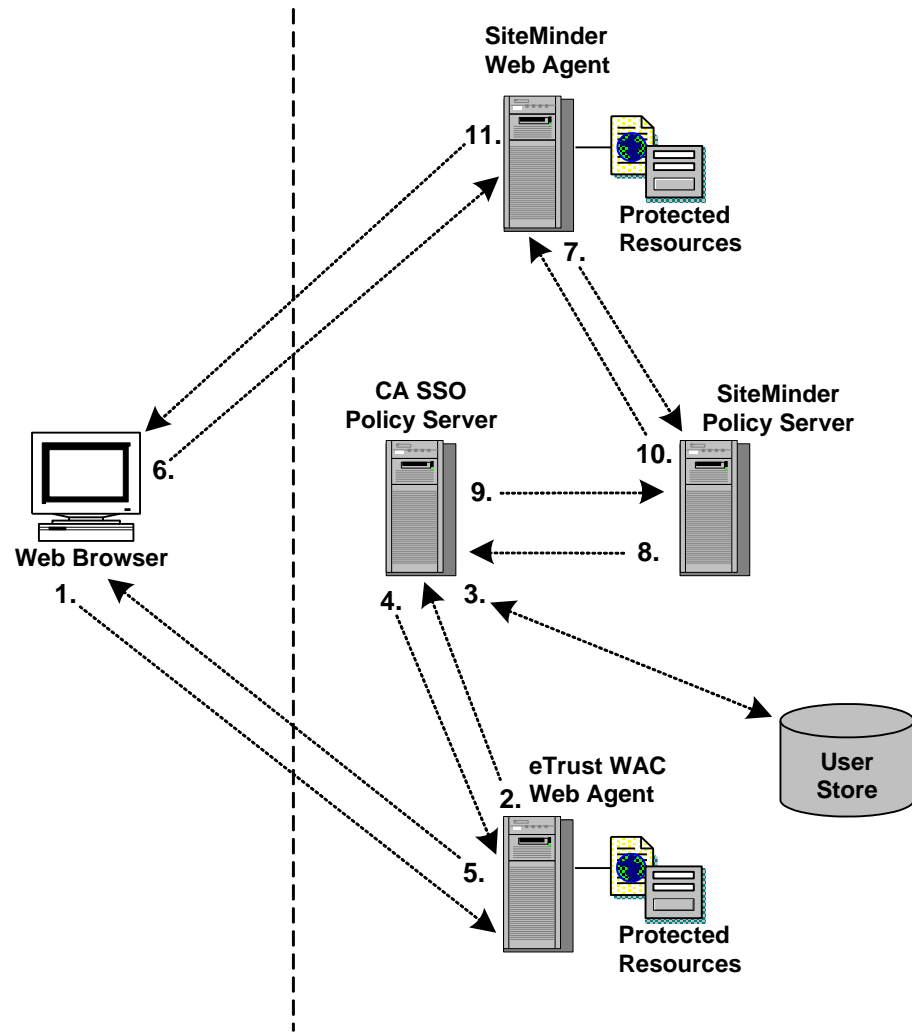 SiteMinder
Web Agent
11.
Protected
Resources
7.
CA SSO
Policy Server
SiteMinder
Policy Server
6.
10.
9.
8.
Web Browser
1.
4.
3.
User
Store
eTrust WAC
Web Agent
2.
5.
Protected
Resources